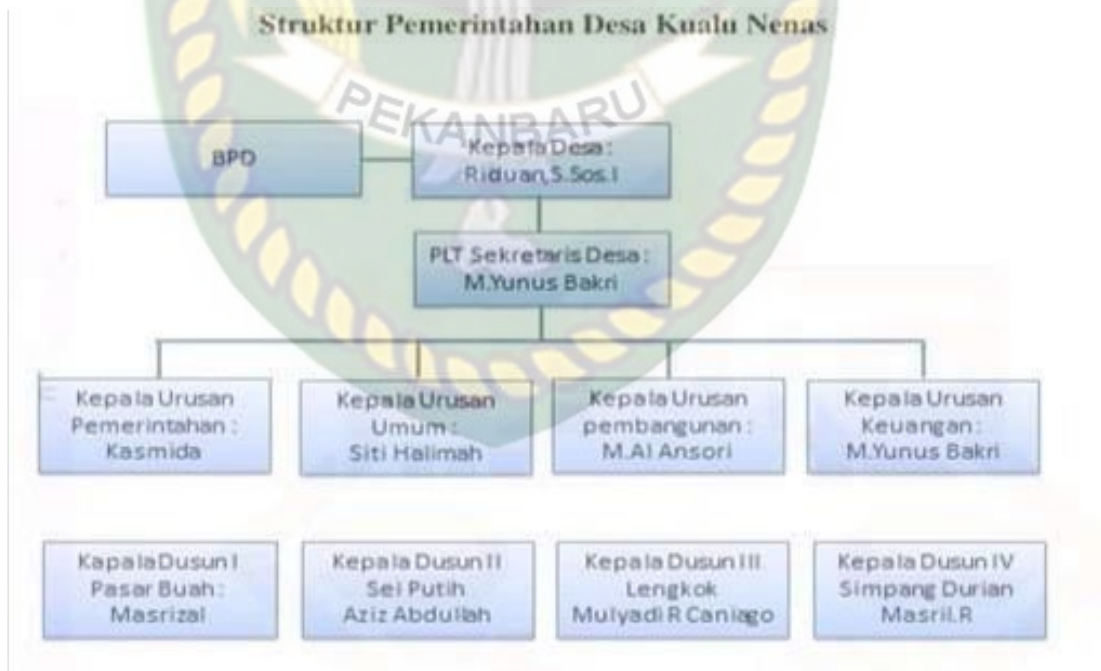 Struktur Pemerintahan Desa Kualu Nenas
PEKANBARU
BPD
Kepala Desa :
Riduan,S.Sos.I
PLT Sekretaris Desa :
M.Yunus Bakri
Kepala Urusan
Pemerintahan :
Kasmida
Kepala Urusan
Umum :
Siti Halimah
Kepala Urusan
pembangunan :
M.Al Ansori
Kepala Urusan
Keuangan :
M.Yunus Bakri
Kapala Dusun I
Pasar Buah :
Masrizal
Kepala Dusun II
Sei Putih
Aziz Abdullah
Kepala Dusun III
Lengkok
Mulyadi R Caniago
Kepala Dusun IV
Simpang Durian
Masril.R